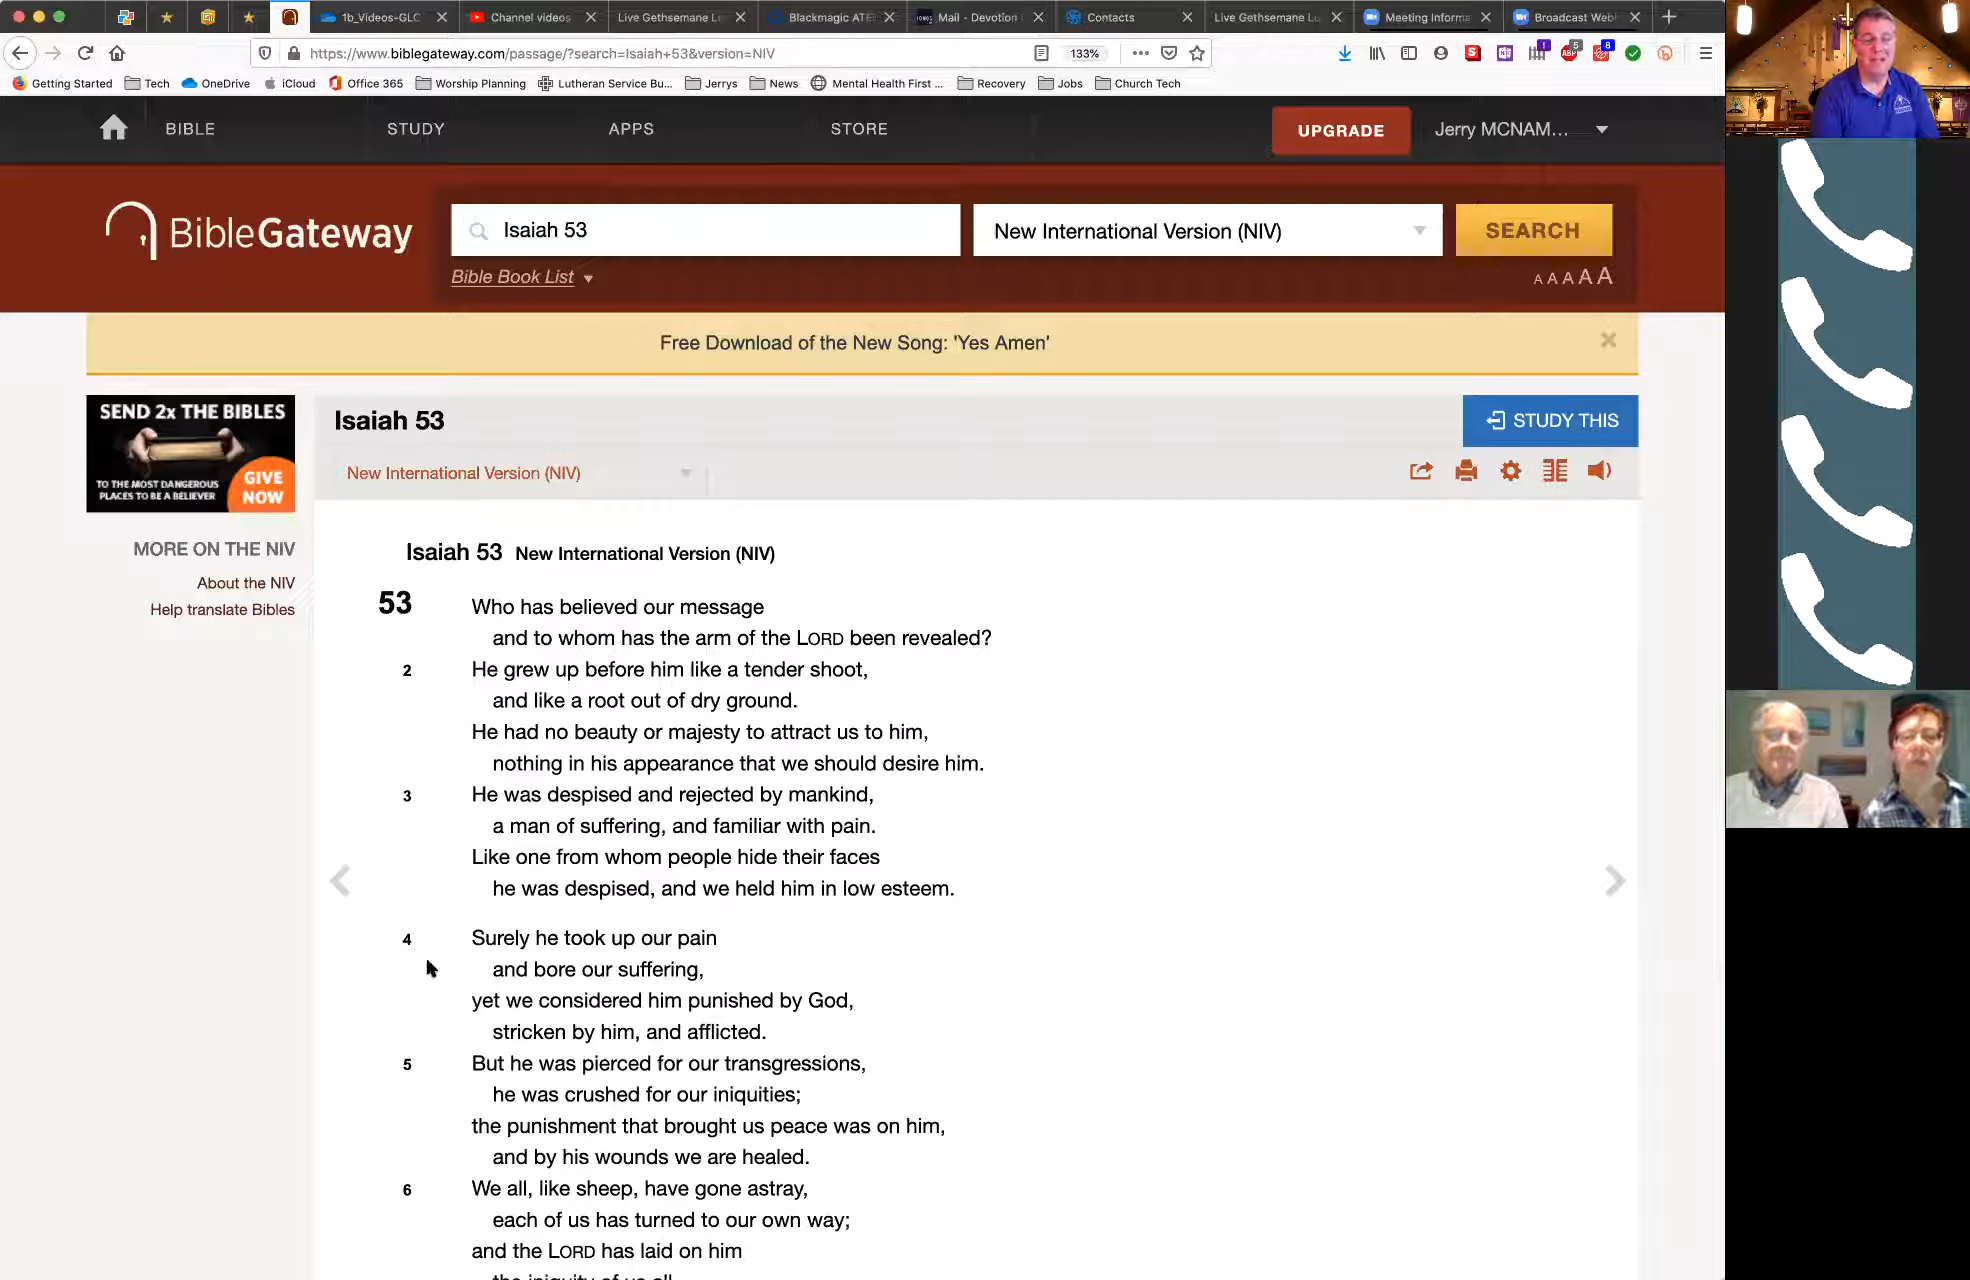 1b_Videos-GLC
Channel videos
Live Gethsemane L
Blackmagic ATE
Mail - Devotion
Contacts
Live Gethsemane Lu
Meeting Informa
Broadcast Web
https://www.biblegateway.com/passage/?search=Isaiah+53&version=NIV
133%
Getting Started Tech OneDrive iCloud Office 365 Worship Planning Lutheran Service Bu... Jerrys News Mental Health First ... Recovery Jobs Church Tech
BIBLE STUDY APPS STORE UPGRADE Jerry MCNAM...
BibleGateway
Isaiah 53
New International Version (NIV)
SEARCH
Bible Book List
A A A A A
Free Download of the New Song: 'Yes Amen'
SEND 2x THE BIBLES
TO THE MOST DANGEROUS
PLACES TO BE A BELIEVER
GIVE
NOW
MORE ON THE NIV
About the NIV
Help translate Bibles
Isaiah 53
STUDY THIS
New International Version (NIV)
Isaiah 53 New International Version (NIV)
53 Who has believed our message
and to whom has the arm of the LORD been revealed?
2 He grew up before him like a tender shoot,
and like a root out of dry ground.
He had no beauty or majesty to attract us to him,
nothing in his appearance that we should desire him.
3 He was despised and rejected by mankind,
a man of suffering, and familiar with pain.
Like one from whom people hide their faces
he was despised, and we held him in low esteem.
4 Surely he took up our pain
and bore our suffering,
yet we considered him punished by God,
stricken by him, and afflicted.
5 But he was pierced for our transgressions,
he was crushed for our iniquities;
the punishment that brought us peace was on him,
and by his wounds we are healed.
6 We all, like sheep, have gone astray,
each of us has turned to our own way;
and the LORD has laid on him
the iniquity of us all